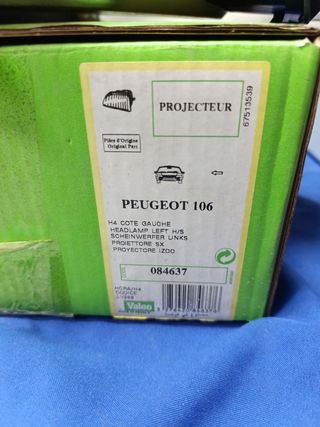 PROJECTEUR
67513539
Pièce d'Origine
Original Part
PEUGEOT 106
H4 COTE GAUCHE
HEADLAMP LEFT H/S
SCHEINWERFER LINKS
PROIETTORE SX
PROYECTORE IZDO
084637
Valeo